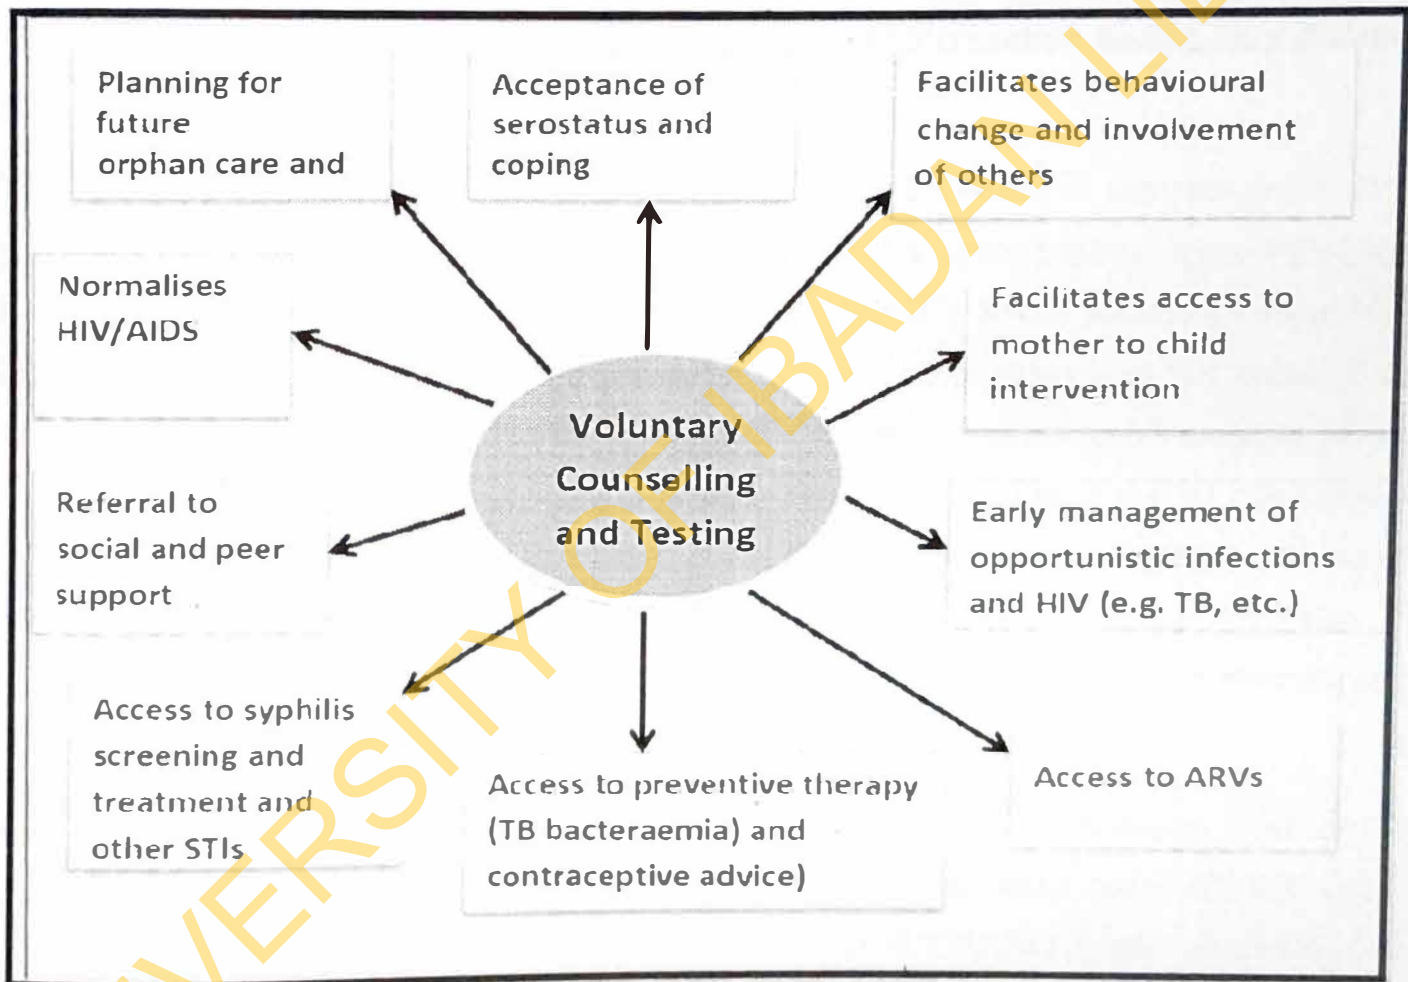 Planning for
future
orphan care and
Acceptance of
serostatus and
coping
Facilitates behavioural
change and involvement
of others
Normalises
HIV/AIDS
Facilitates access to
mother to child
intervention
Voluntary
Counselling
and Testing
Referral to
social and peer
support
Early management of
opportunistic infections
and HIV (e.g. TB, etc.)
Access to syphilis
screening and
treatment and
other STIs
Access to preventive therapy
(TB bacteraemia) and
contraceptive advice)
Access to ARVs
VERSITY OF IBADAN LI